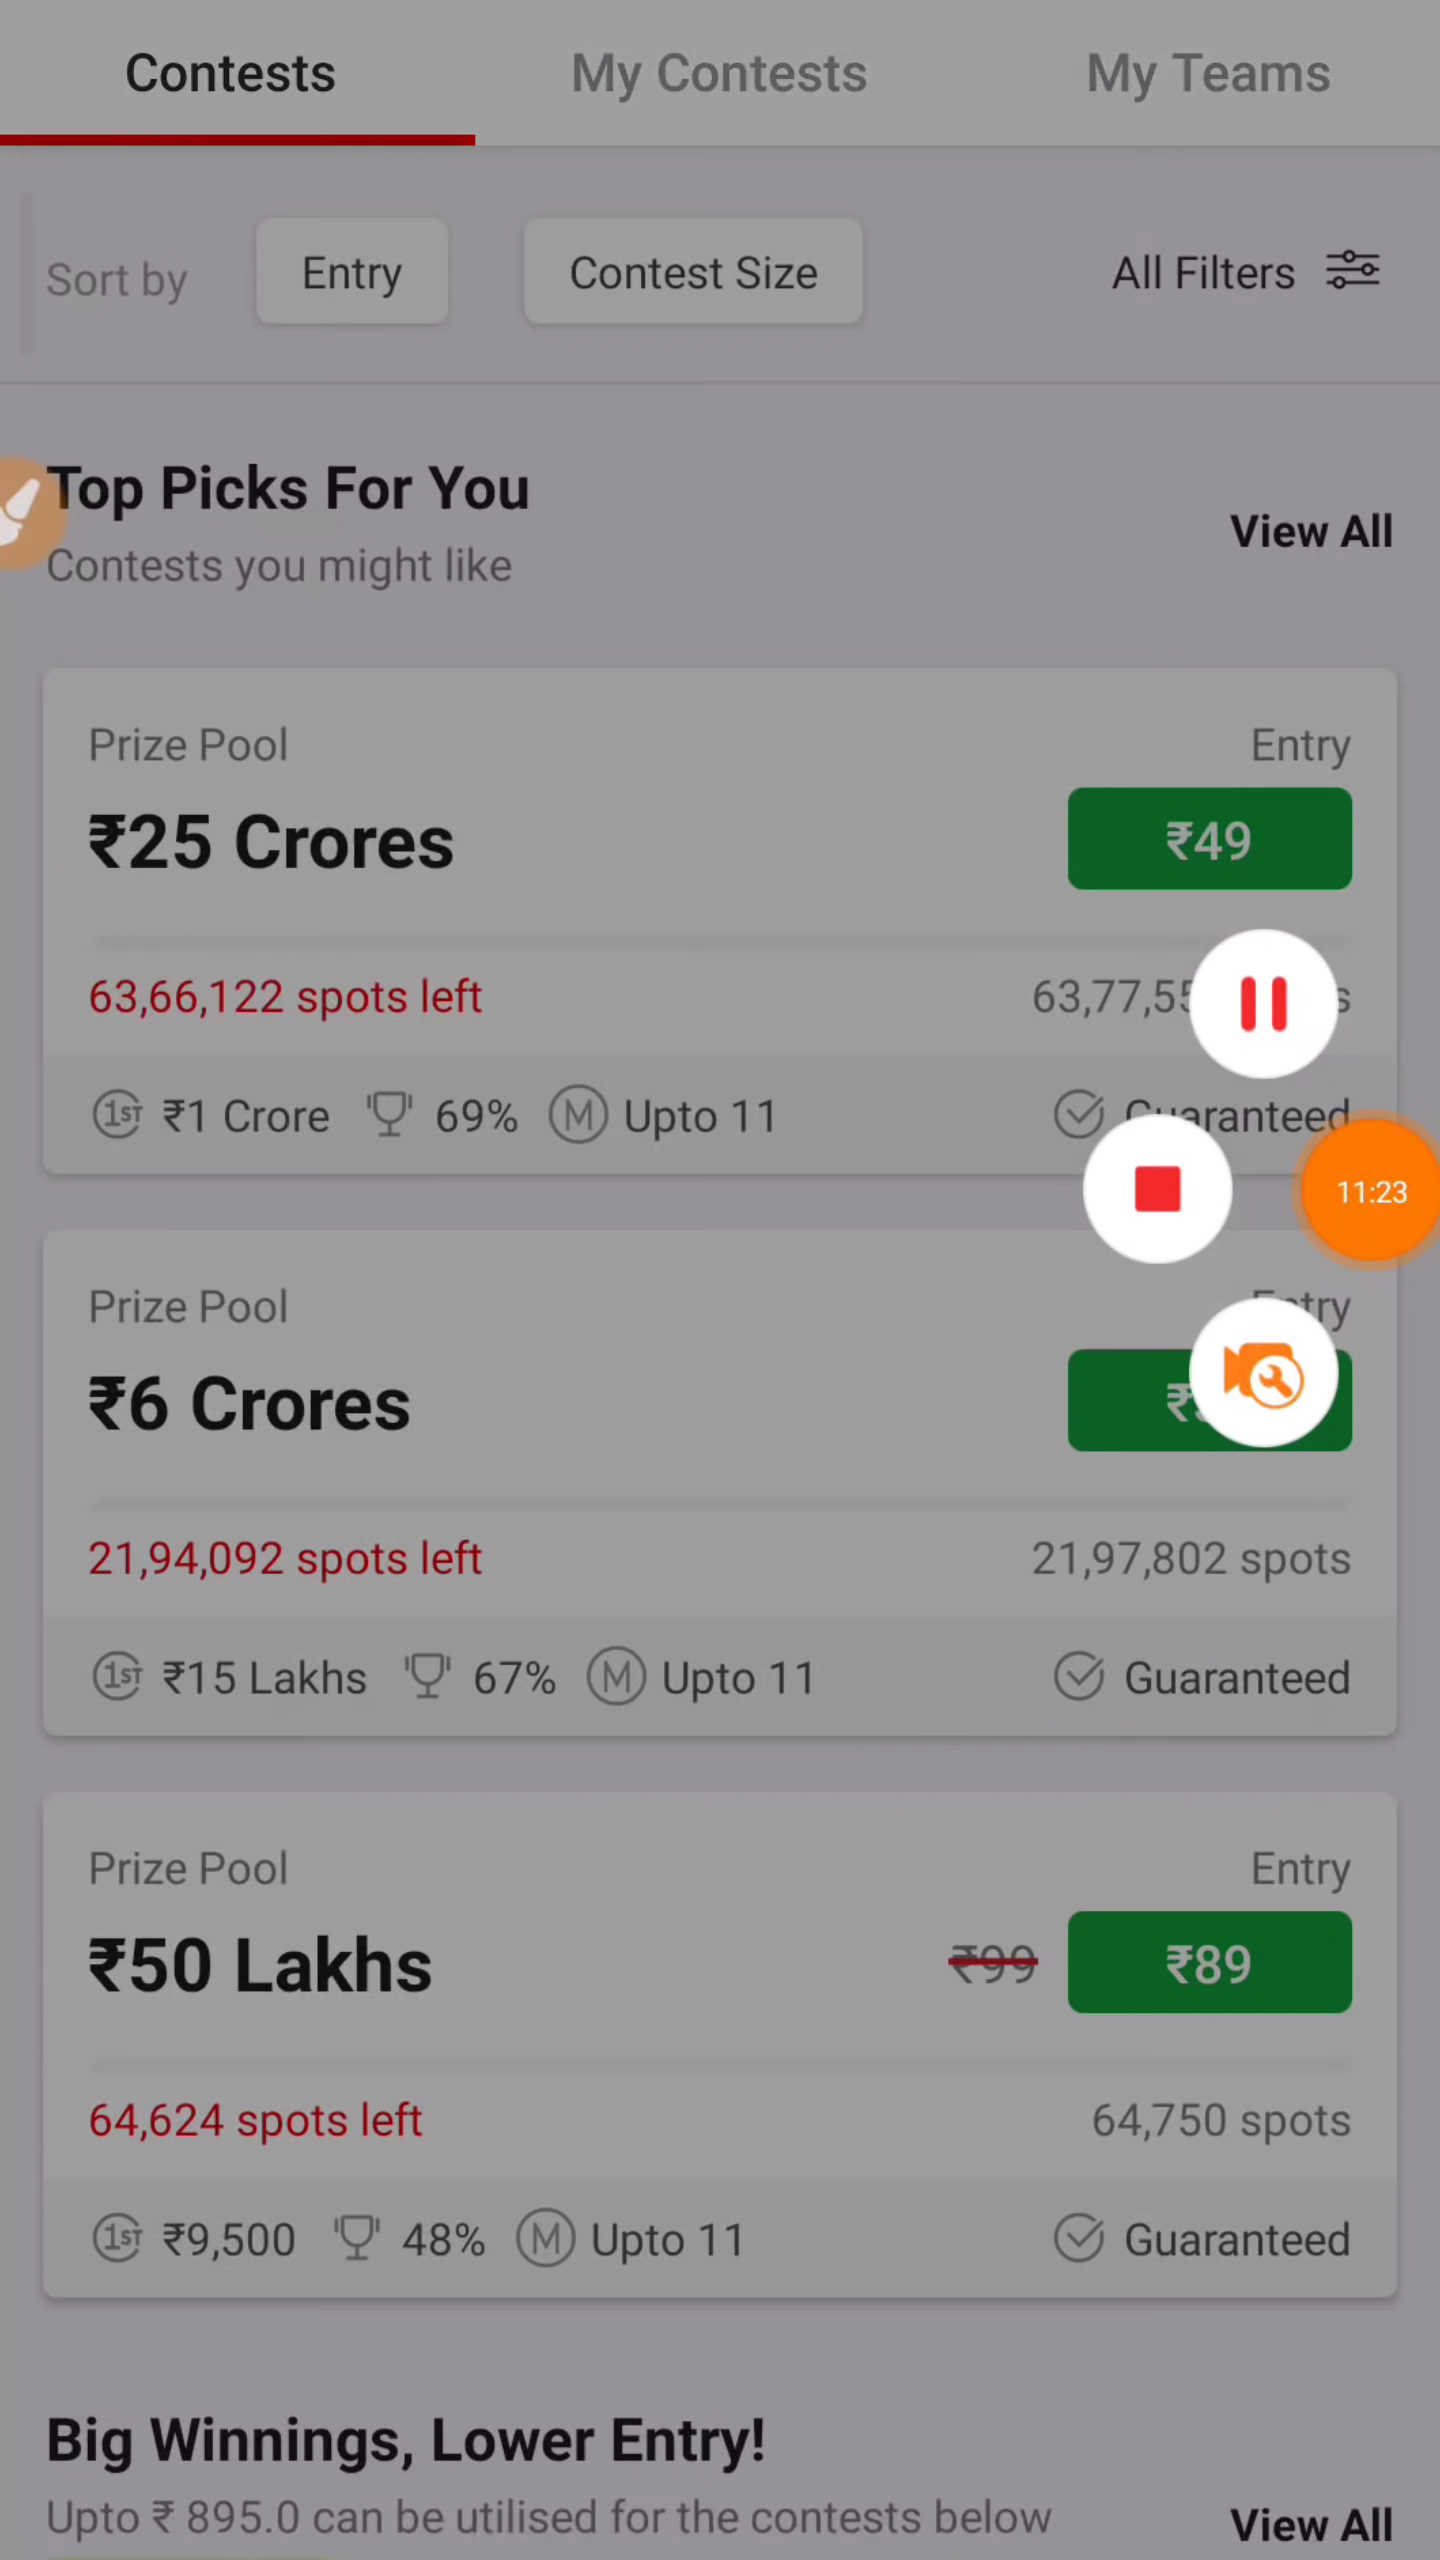 Contests My Contests My Teams
Sort by Entry Contest Size All Filters
Top Picks For You
View All
Contests you might like
Prize Pool Entry
₹25 Crores ₹49
63,66,122 spots left
1ST ₹1 Crore 69% M Upto 11 Guaranteed
11:23
Prize Pool Entry
₹6 Crores
21,94,092 spots left 21,97,802 spots
1ST ₹15 Lakhs 67% M Upto 11 Guaranteed
Prize Pool Entry
₹50 Lakhs ₹99 ₹89
64,624 spots left 64,750 spots
1ST ₹9,500 48% M Upto 11 Guaranteed
Big Winnings, Lower Entry!
Upto ₹ 895.0 can be utilised for the contests below View All